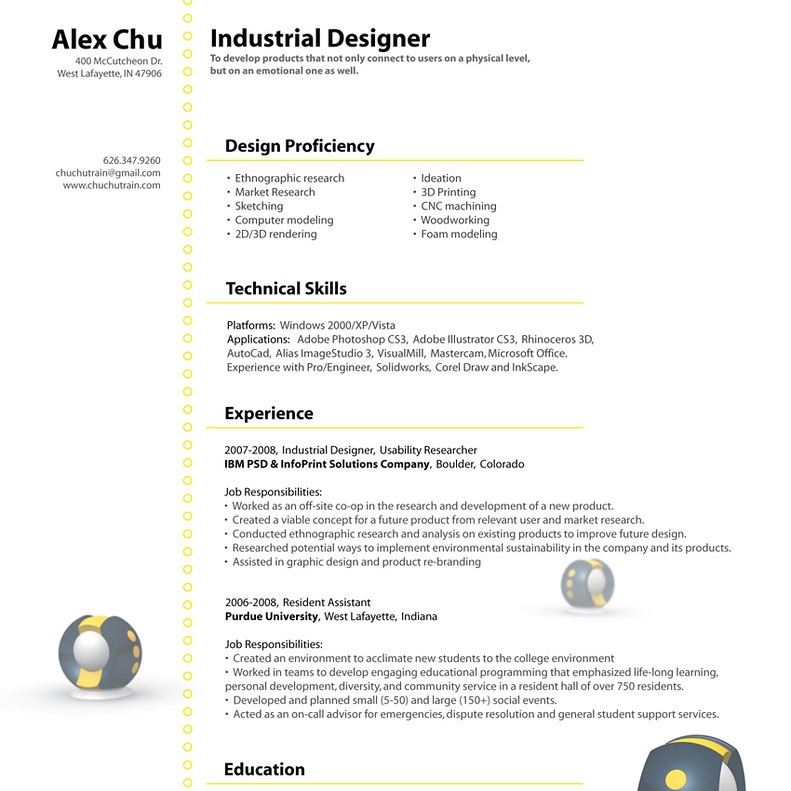 Alex Chu
400 McCutcheon Dr.
West Lafayette, IN 47906
626.347.9260
chuchutrain@gmail.com
www.chuchutrain.com
Industrial Designer
To develop products that not only connect to users on a physical level,
but on an emotional one as well.
Design Proficiency
• Ethnographic research
• Market Research
• Sketching
• Computer modeling
• 2D/3D rendering
• Ideation
• 3D Printing
• CNC machining
• Woodworking
• Foam modeling
Technical Skills
Platforms: Windows 2000/XP/Vista
Applications: Adobe Photoshop CS3, Adobe Illustrator CS3, Rhinoceros 3D,
AutoCad, Alias ImageStudio 3, VisualMill, Mastercam, Microsoft Office.
Experience with Pro/Engineer, Solidworks, Corel Draw and InkScape.
Experience
2007-2008, Industrial Designer, Usability Researcher
IBM PSD & InfoPrint Solutions Company, Boulder, Colorado
Job Responsibilities:
• Worked as an off-site co-op in the research and development of a new product.
• Created a viable concept for a future product from relevant user and market research.
• Conducted ethnographic research and analysis on existing products to improve future design.
• Researched potential ways to implement environmental sustainability in the company and its products.
• Assisted in graphic design and product re-branding
2006-2008, Resident Assistant
Purdue University, West Lafayette, Indiana
Job Responsibilities:
• Created an environment to acclimate new students to the college environment
• Worked in teams to develop engaging educational programming that emphasized life-long learning,
personal development, diversity, and community service in a resident hall of over 750 residents.
• Developed and planned small (5-50) and large (150+) social events.
• Acted as an on-call advisor for emergencies, dispute resolution and general student support services.
Education